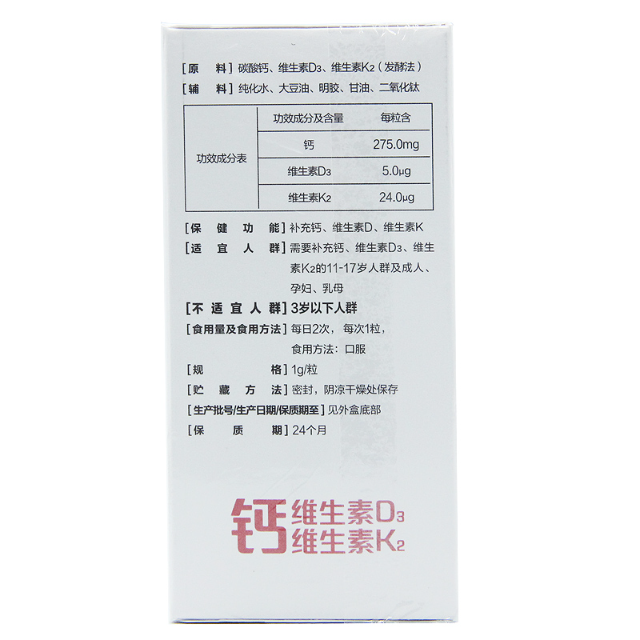 [原料] 碳酸钙、维生素D₃、维生素K₂（发酵法）
[辅料] 纯化水、大豆油、明胶、甘油、二氧化钛
功效成分表
功效成分及含量 每粒含
钙 275.0mg
维生素D₃ 5.0μg
维生素K₂ 24.0μg
[保健功能] 补充钙、维生素D、维生素K
[适宜人群] 需要补充钙、维生素D₃、维生
素K₂的11-17岁人群及成人、
孕妇、乳母
[不适宜人群] 3岁以下人群
[食用量及食用方法] 每日2次，每次1粒，
食用方法：口服
[规格] 1g/粒
[贮藏方法] 密封，阴凉干燥处保存
[生产批号/生产日期/保质期至] 见外盒底部
[保质期] 24个月
钙 维生素D₃
维生素K₂